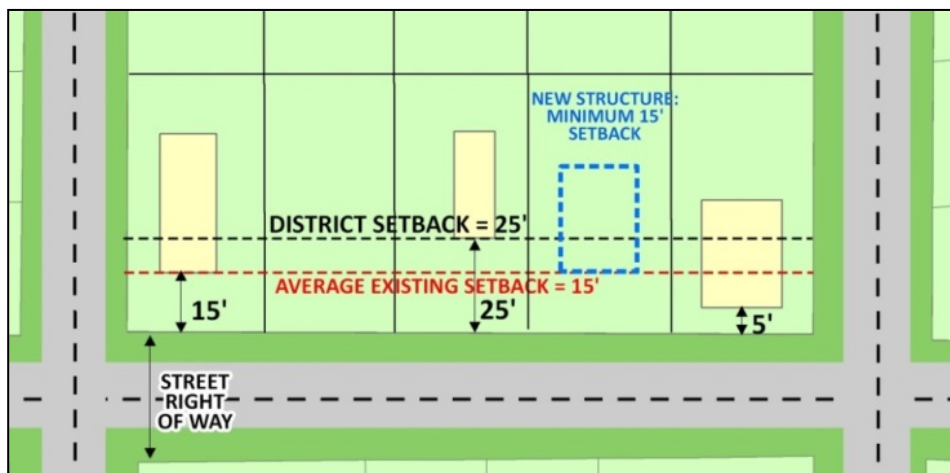 NEW STRUCTURE:
MINIMUM 15'
SETBACK
DISTRICT SETBACK = 25'
AVERAGE EXISTING SETBACK = 15'
15'
25'
5'
STREET
RIGHT
OF WAY